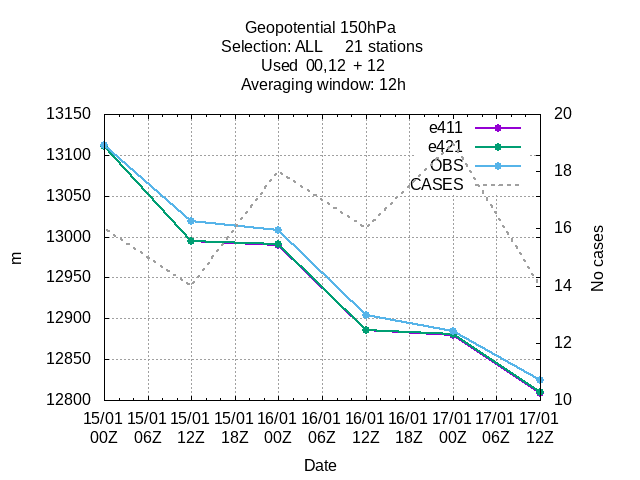 Geopotential 150hPa
Selection: ALL     21 stations
Used  00,12  + 12
Averaging window: 12h
13150
13100
13050
13000
12950
12900
12850
12800
m
20
18
16
14
12
10
No cases
e411
e421
OBS
CASES
15/01 15/01 15/01 15/01 16/01 16/01 16/01 16/01 17/01 17/01 17/01
00Z 06Z 12Z 18Z 00Z 06Z 12Z 18Z 00Z 06Z 12Z
Date